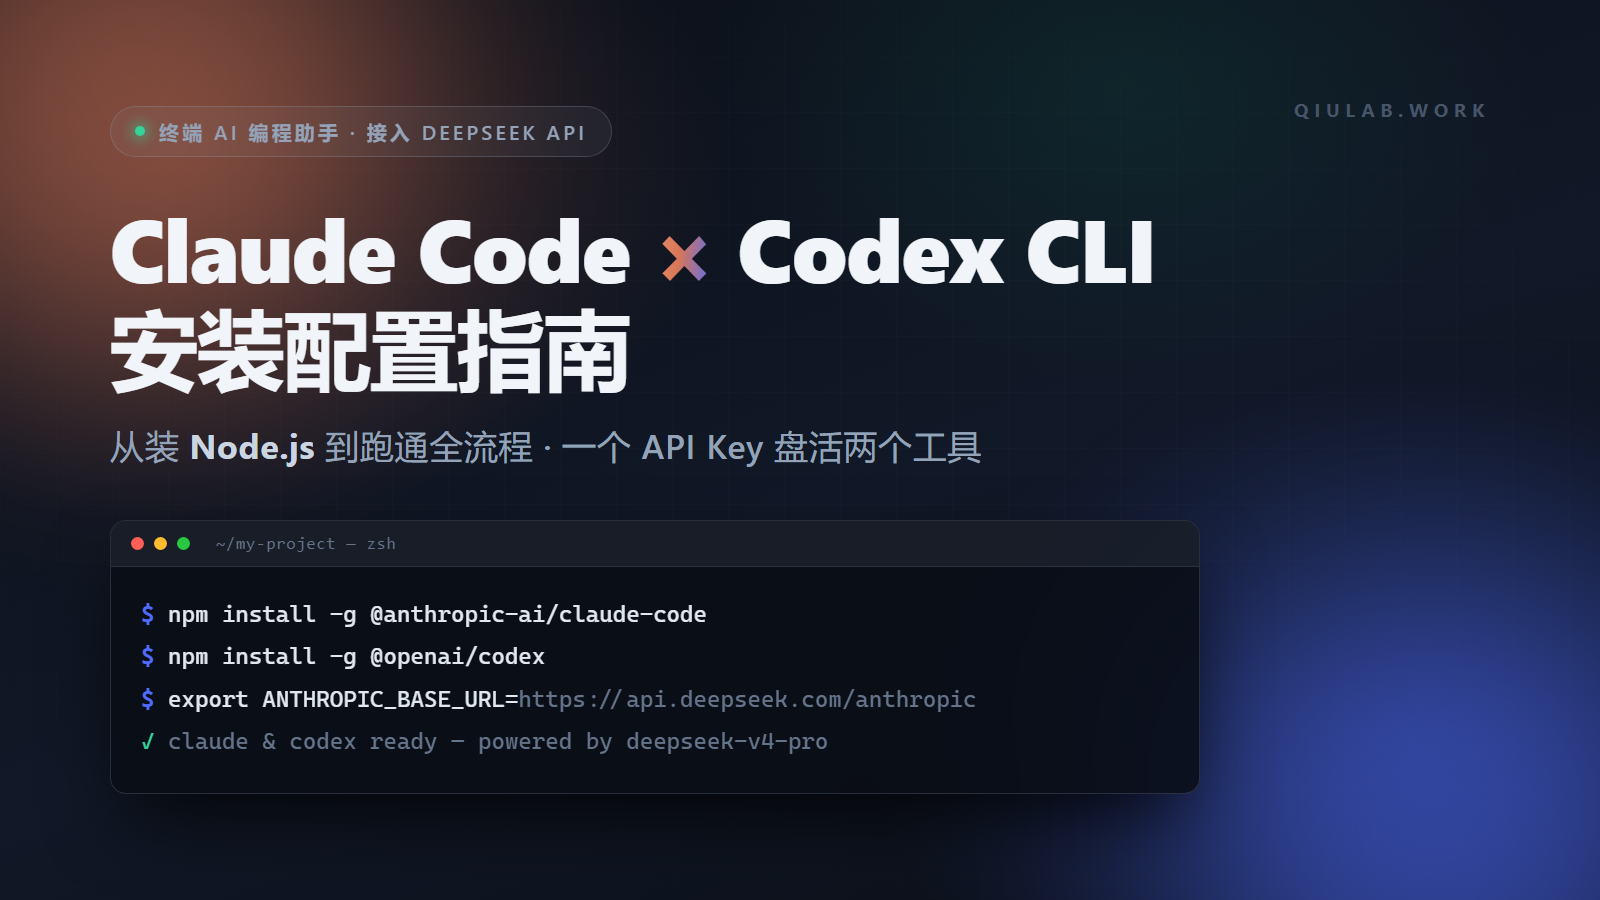 终端 AI 编程助手 · 接入 DEEPSEEK API
QIULAB.WORK
Claude Code × Codex CLI
安装配置指南
从装 Node.js 到跑通全流程 · 一个 API Key 盘活两个工具
~/my-project — zsh
$ npm install -g @anthropic-ai/claude-code
$ npm install -g @openai/codex
$ export ANTHROPIC_BASE_URL=https://api.deepseek.com/anthropic
✓ claude & codex ready — powered by deepseek-v4-pro